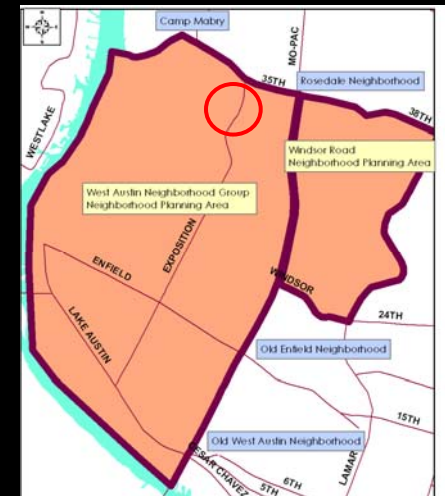 Camp Mabry
MO-PAC
35TH
Rosedale Neighborhood
38TH
WESTLAKE
Windsor Road
Neighborhood Planning Area
West Austin Neighborhood Group
Neighborhood Planning Area
EXPOSITION
ENFIELD
WINDSOR
LAKE AUSTIN
24TH
Old Enfield Neighborhood
15TH
Old West Austin Neighborhood
LAMAR
CESAR CHAVEZ
6TH
5TH